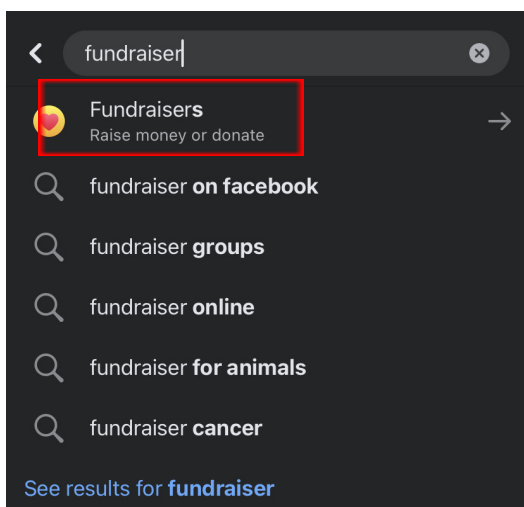 fundraiser
Fundraisers
Raise money or donate
fundraiser on facebook
fundraiser groups
fundraiser online
fundraiser for animals
fundraiser cancer
See results for fundraiser